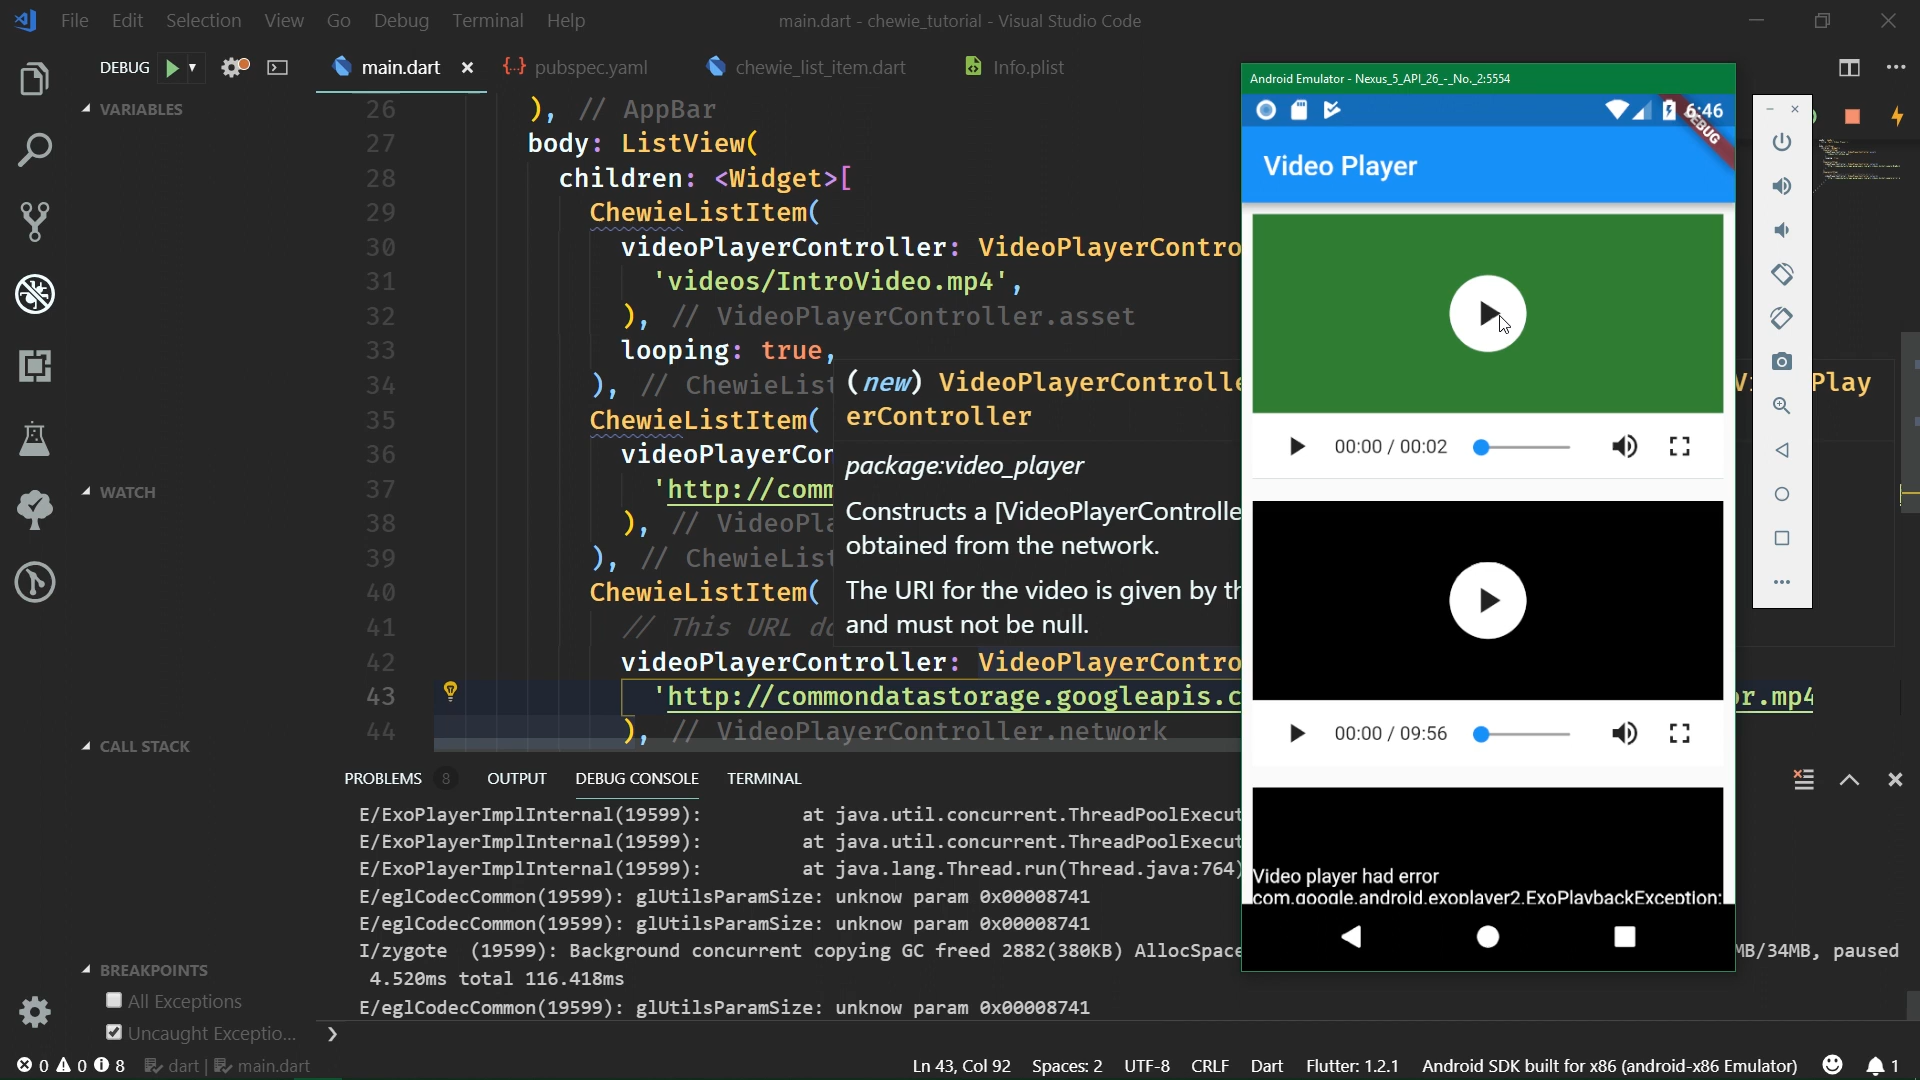 File Edit Selection View Go Debug Terminal Help
main.dart - chewie_tutorial - Visual Studio Code
DEBUG
main.dart
pubspec.yaml
chewie_list_item.dart
Info.plist
VARIABLES
WATCH
CALL STACK
BREAKPOINTS
All Exceptions
Uncaught Exceptio...
26 ), // AppBar
27 body: ListView(
28 children: <Widget>[
29 ChewieListItem(
30 videoPlayerController: VideoPlayerContro
31 'videos/IntroVideo.mp4',
32 ), // VideoPlayerController.asset
33 looping: true,
34 ), // ChewieList
35 ChewieListItem(
36 videoPlayerCon
37 'http://comm
38 ), // VideoPla
39 ), // ChewieList
40 ChewieListItem(
41 // This URL do
42 videoPlayerController: VideoPlayerContro
43 'http://commondatastorage.googleapis.c
or.mp4
44 ), // VideoPlayerController.network
(new) VideoPlayerControlle
Play
erController
package:video_player
Constructs a [VideoPlayerControlle
obtained from the network.
The URI for the video is given by th
and must not be null.
Android Emulator - Nexus_5_API_26_-_No._2:5554
6:46
DEBUG
Video Player
00:00 / 00:02
00:00 / 09:56
Video player had error
com.google.android.exoplayer2.ExoPlaybackException:
PROBLEMS 8 OUTPUT DEBUG CONSOLE TERMINAL
E/ExoPlayerImplInternal(19599): at java.util.concurrent.ThreadPoolExecut
E/ExoPlayerImplInternal(19599): at java.util.concurrent.ThreadPoolExecut
E/ExoPlayerImplInternal(19599): at java.lang.Thread.run(Thread.java:764)
E/eglCodecCommon(19599): glUtilsParamSize: unknow param 0x00008741
E/eglCodecCommon(19599): glUtilsParamSize: unknow param 0x00008741
I/zygote (19599): Background concurrent copying GC freed 2882(380KB) AllocSpace
MB/34MB, paused
4.520ms total 116.418ms
E/eglCodecCommon(19599): glUtilsParamSize: unknow param 0x00008741
0 0 8 dart | main.dart
Ln 43, Col 92 Spaces: 2 UTF-8 CRLF Dart Flutter: 1.2.1 Android SDK built for x86 (android-x86 Emulator) 1